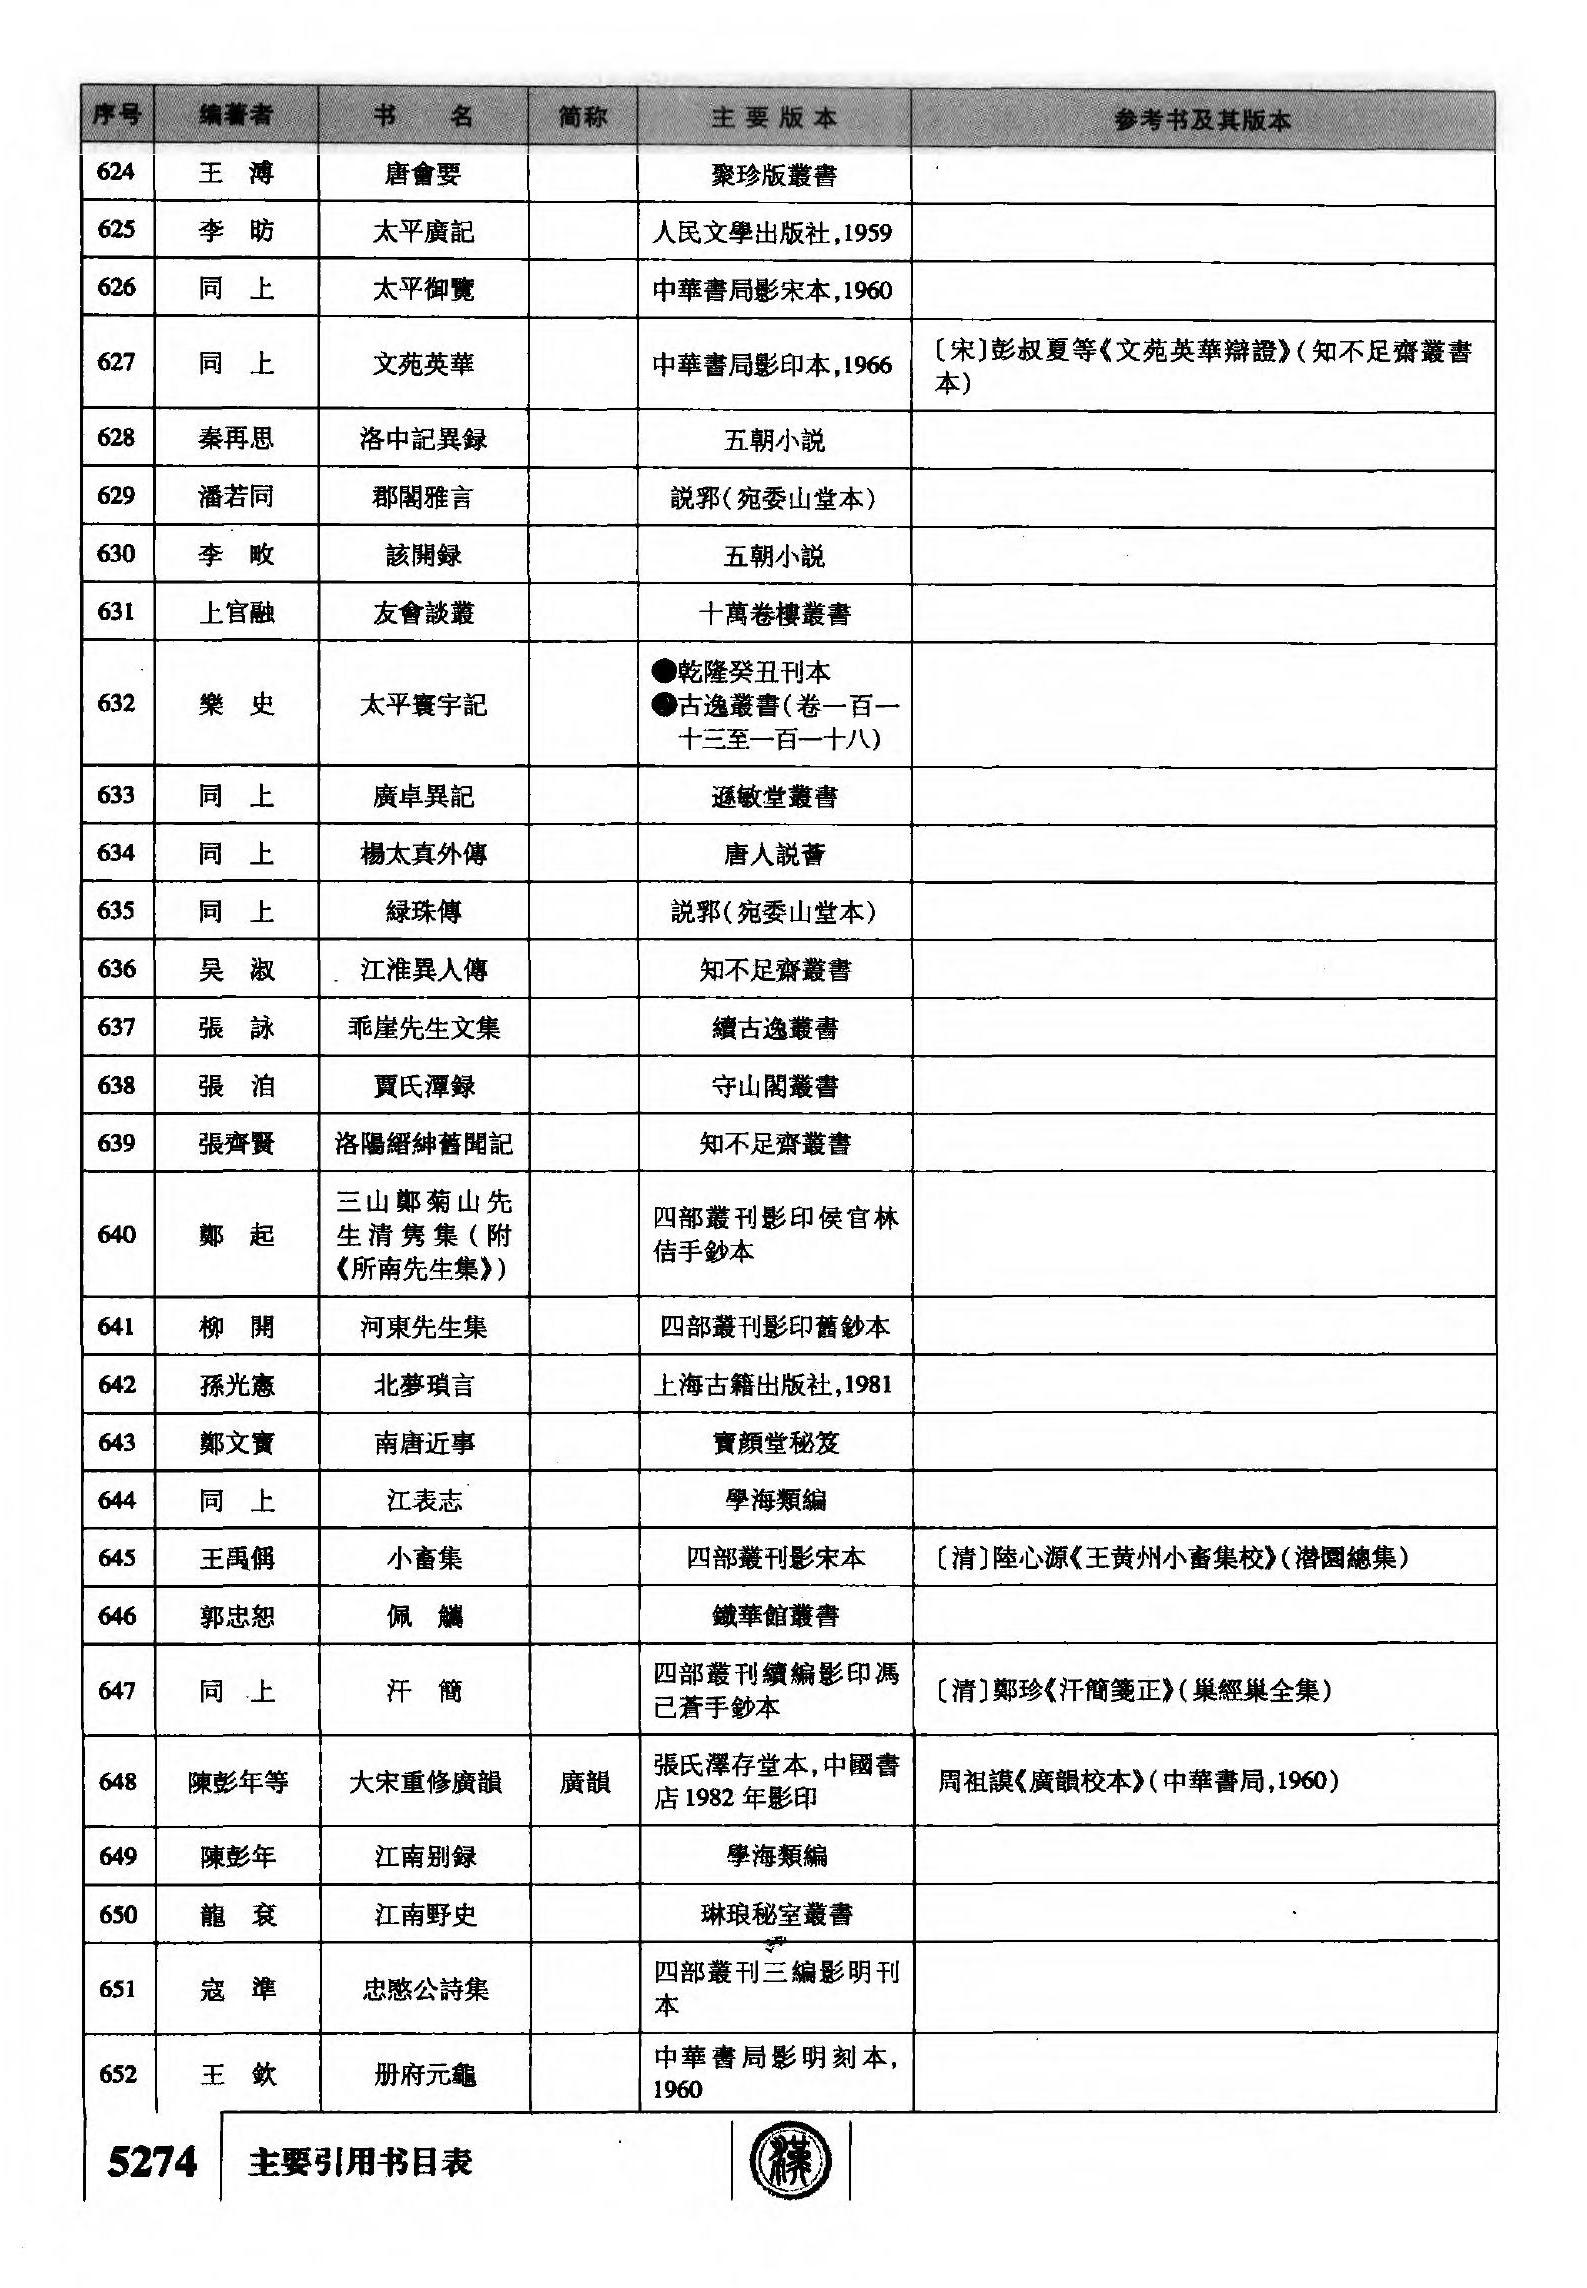 序号 编著者 书 名 简称 主要版本 参考书及其版本
624 王 溥 唐會要 聚珍版叢書
625 李 昉 太平廣記 人民文學出版社,1959
626 同 上 太平御覽 中華書局影宋本,1960
627 同 上 文苑英華 中華書局影印本,1966 〔宋〕彭叔夏等《文苑英華辯證》(知不足齋叢書
本)
628 秦再思 洛中記異録 五朝小説
629 潘若同 郡閣雅言 説郛(宛委山堂本)
630 李 畋 該聞録 五朝小説
631 上官融 友會談叢 十萬卷樓叢書
632 樂 史 太平寰宇記 ●乾隆癸丑刊本
●古逸叢書(卷一百一
十三至一百一十八)
633 同 上 廣卓異記 遜敏堂叢書
634 同 上 楊太真外傳 唐人説薈
635 同 上 緑珠傳 説郛(宛委山堂本)
636 吴 淑 江淮異人傳 知不足齋叢書
637 張 詠 乖崖先生文集 續古逸叢書
638 張 洎 賈氏潭録 守山閣叢書
639 張齊賢 洛陽縉紳舊聞記 知不足齋叢書
640 鄭 起 三山鄭菊山先
生清隽集(附
《所南先生集》) 四部叢刊影印侯官林
佶手鈔本
641 柳 開 河東先生集 四部叢刊影印舊鈔本
642 孫光憲 北夢瑣言 上海古籍出版社,1981
643 鄭文寶 南唐近事 寶顔堂秘笈
644 同 上 江表志 學海類編
645 王禹偁 小畜集 四部叢刊影宋本 〔清〕陸心源《王黄州小畜集校》(潜園總集)
646 郭忠恕 佩 觿 鐵華館叢書
647 同 上 汗 簡 四部叢刊續編影印馮
已蒼手鈔本 〔清〕鄭珍《汗簡箋正》(巢經巢全集)
648 陳彭年等 大宋重修廣韻 廣韻 張氏澤存堂本,中國書
店1982年影印 周祖謨《廣韻校本》(中華書局,1960)
649 陳彭年 江南别録 學海類編
650 龍 衮 江南野史 琳琅秘室叢書
651 寇 準 忠愍公詩集 四部叢刊三編影明刊
本
652 王 欽 册府元龜 中華書局影明刻本,
1960
5274 主要引用书目表
漢